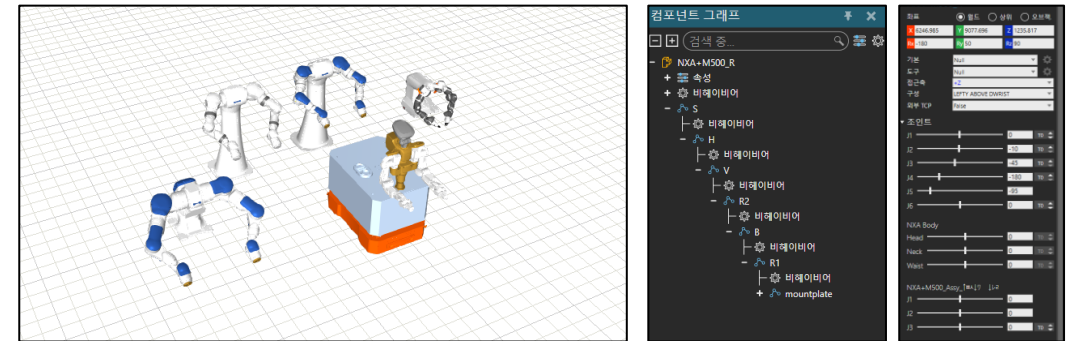 컴포넌트 그래프
검색 중...
NXA+M500_R
속성
비헤이비어
S
비헤이비어
H
비헤이비어
V
비헤이비어
R2
비헤이비어
B
비헤이비어
R1
비헤이비어
mountplate
좌표 월드 상위 오브젝
X 6246.985 Y 9077.696 Z 1235.817
Rx -180 Ry 50 Rz 90
기본 Null
도구 Null
접근축 +Z
구성 LEFTY ABOVE DWRIST
외부 TCP False
조인트
J1 0
J2 -10
J3 -45
J4 -180
J5 -95
J6 0
NXA Body
Head 0
Neck 0
Waist 0
NXA+M500_Assy_
J1 0
J2 0
J3 0